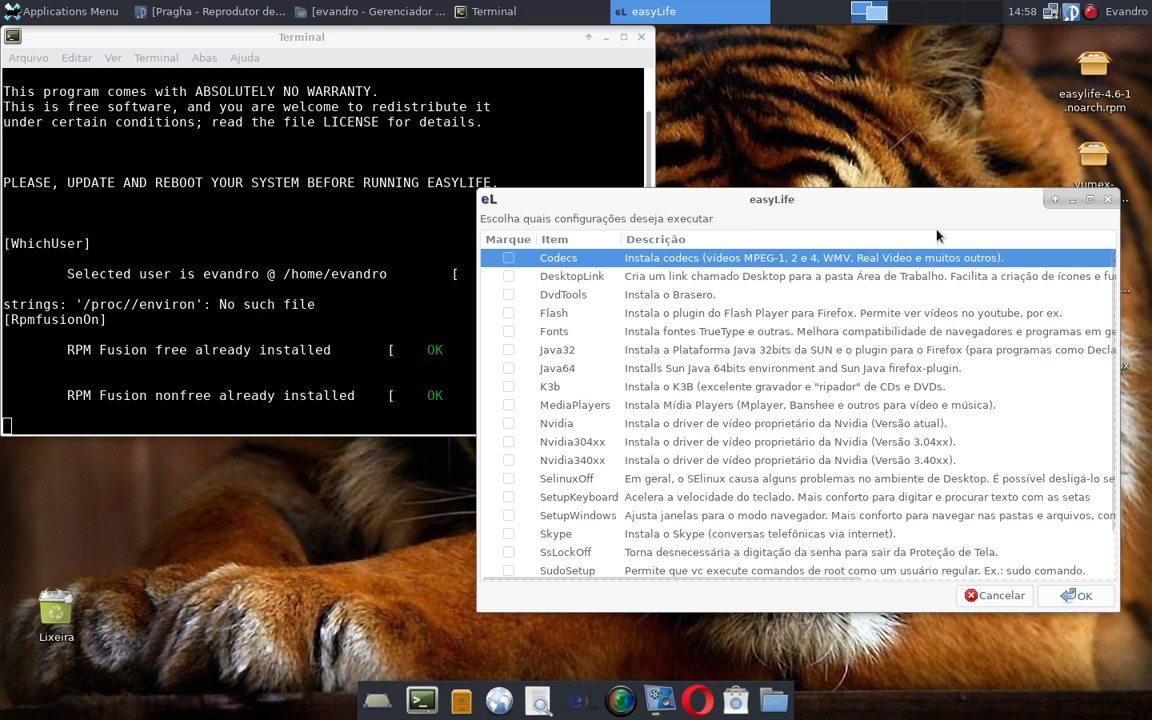 Applications Menu [Pragha - Reprodutor de... [evandro - Gerenciador ... Terminal eL easyLife 14:58 Evandro
Terminal
Arquivo Editar Ver Terminal Abas Ajuda
This program comes with ABSOLUTELY NO WARRANTY.
This is free software, and you are welcome to redistribute it
under certain conditions; read the file LICENSE for details.
PLEASE, UPDATE AND REBOOT YOUR SYSTEM BEFORE RUNNING EASYLIFE.
[WhichUser]
Selected user is evandro @ /home/evandro [
strings: '/proc//environ': No such file
[RpmfusionOn]
RPM Fusion free already installed [ OK
RPM Fusion nonfree already installed [ OK
easylife-4.6-1
.noarch.rpm
yumex-
eL easyLife
Escolha quais configurações deseja executar
Marque Item Descrição
Codecs Instala codecs (vídeos MPEG-1, 2 e 4, WMV, Real Video e muitos outros).
DesktopLink Cria um link chamado Desktop para a pasta Área de Trabalho. Facilita a criação de ícones e fu
DvdTools Instala o Brasero.
Flash Instala o plugin do Flash Player para Firefox. Permite ver vídeos no youtube, por ex.
Fonts Instala fontes TrueType e outras. Melhora compatibilidade de navegadores e programas em ge
Java32 Instala a Plataforma Java 32bits da SUN e o plugin para o Firefox (para programas como Decla
Java64 Installs Sun Java 64bits environment and Sun Java firefox-plugin.
K3b Instala o K3B (excelente gravador e "ripador" de CDs e DVDs.
MediaPlayers Instala Mídia Players (Mplayer, Banshee e outros para vídeo e música).
Nvidia Instala o driver de vídeo proprietário da Nvidia (Versão atual).
Nvidia304xx Instala o driver de vídeo proprietário da Nvidia (Versão 3.04xx).
Nvidia340xx Instala o driver de vídeo proprietário da Nvidia (Versão 3.40xx).
SelinuxOff Em geral, o SElinux causa alguns problemas no ambiente de Desktop. É possível desligá-lo se
SetupKeyboard Acelera a velocidade do teclado. Mais conforto para digitar e procurar texto com as setas
SetupWindows Ajusta janelas para o modo navegador. Mais conforto para navegar nas pastas e arquivos, com
Skype Instala o Skype (conversas telefônicas via internet).
SsLockOff Torna desnecessária a digitação da senha para sair da Proteção de Tela.
SudoSetup Permite que vc execute comandos de root como um usuário regular. Ex.: sudo comando.
Cancelar OK
Lixeira
eL